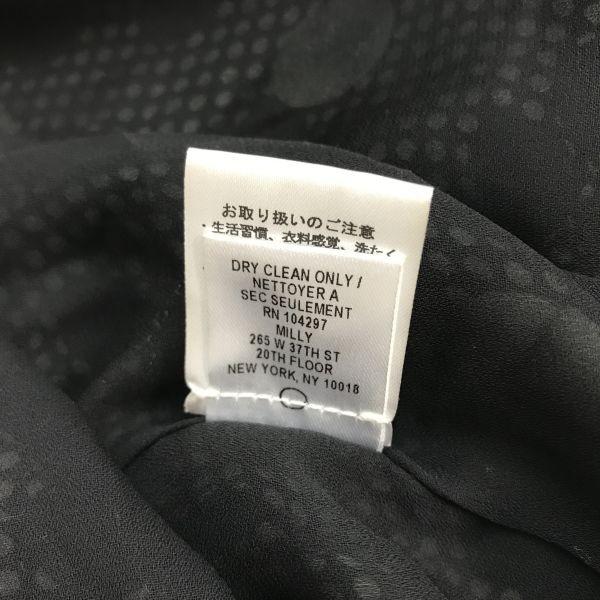 お取り扱いのご注意
・生活習慣、衣料感覚、洗たく
DRY CLEAN ONLY /
NETTOYER A
SEC SEULEMENT
RN 104297
MILLY
265 W 37TH ST
20TH FLOOR
NEW YORK, NY 10018